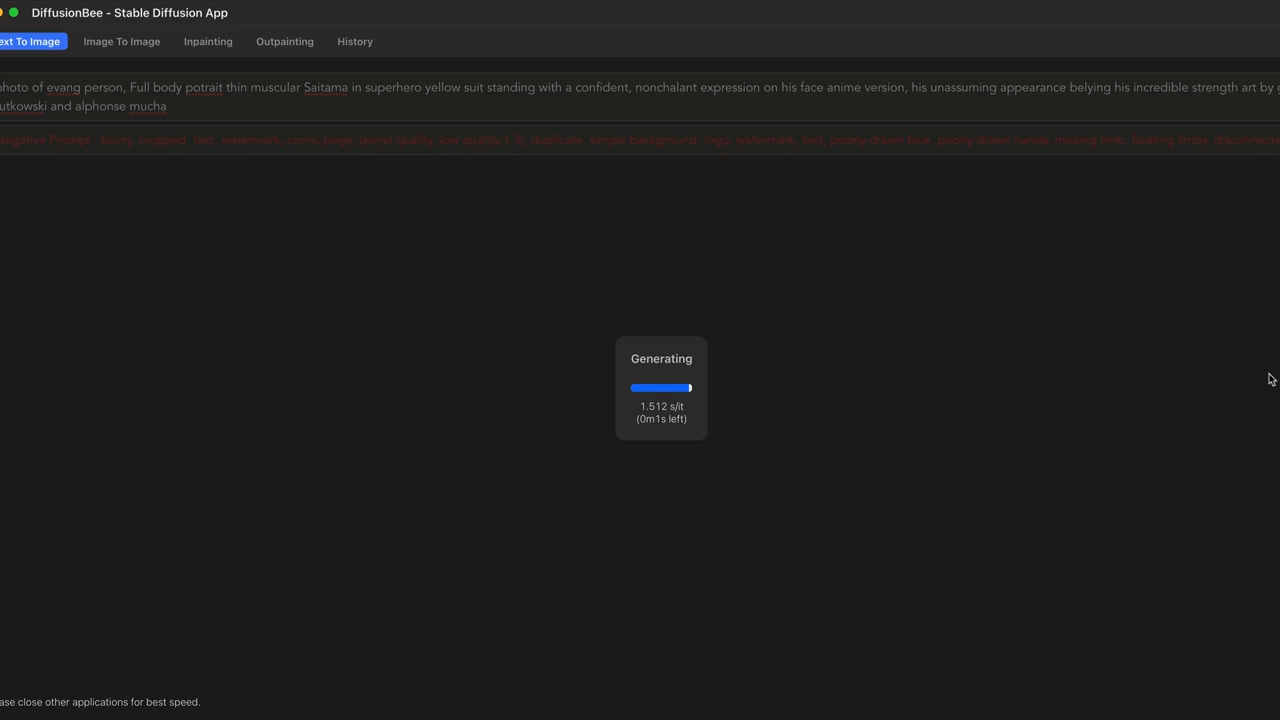 DiffusionBee - Stable Diffusion App
ext To Image Image To Image Inpainting Outpainting History
photo of evang person, Full body potrait thin muscular Saitama in superhero yellow suit standing with a confident, nonchalant expression on his face anime version, his unassuming appearance belying his incredible strength art by g
utkowski and alphonse mucha
Negative Prompt : blurry, cropped, text, watermark, comic page, (worst quality, low quality:1.3), duplicate, simple background, logo, watermark, text, poorly drawn face, poorly drawn hands, missing limb, floating limbs, disconnecte
Generating
1.512 s/it
(0m1s left)
ase close other applications for best speed.